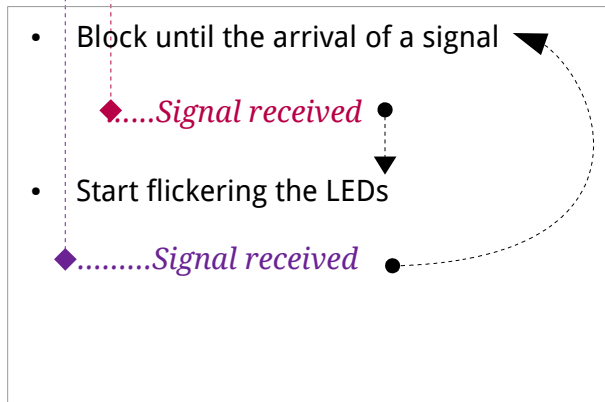 • Block until the arrival of a signal
......Signal received
• Start flickering the LEDs
.........Signal received